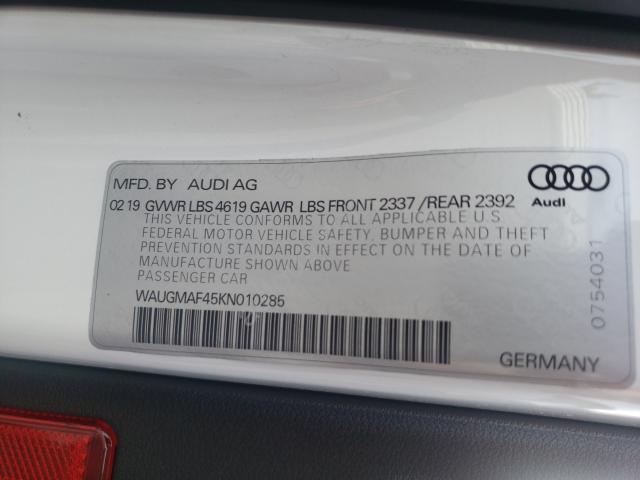 MFD. BY AUDI AG
02 19 GVWR LBS 4619 GAWR LBS FRONT 2337 / REAR 2392
THIS VEHICLE CONFORMS TO ALL APPLICABLE U.S.
FEDERAL MOTOR VEHICLE SAFETY, BUMPER AND THEFT
PREVENTION STANDARDS IN EFFECT ON THE DATE OF
MANUFACTURE SHOWN ABOVE
PASSENGER CAR
WAUGMAF45KN010285
GERMANY
Audi
0754031